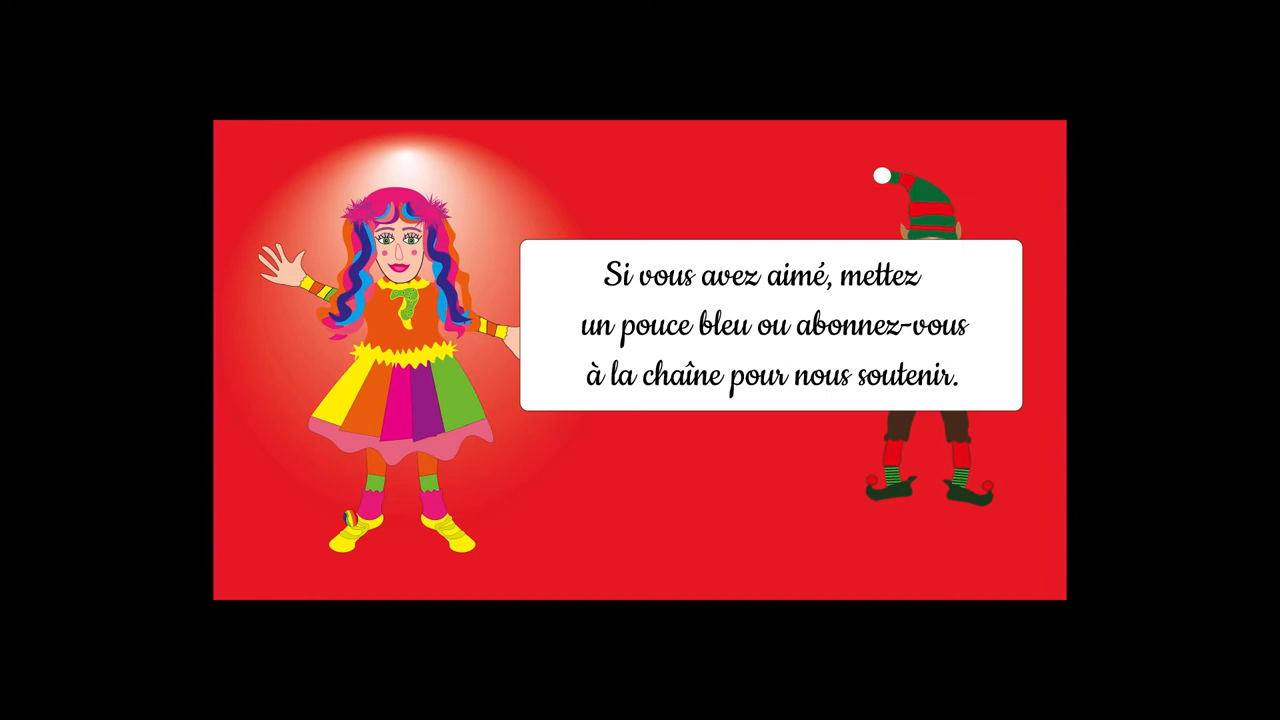 Si vous avez aimé, mettez
un pouce bleu ou abonnez-vous
à la chaîne pour nous soutenir.